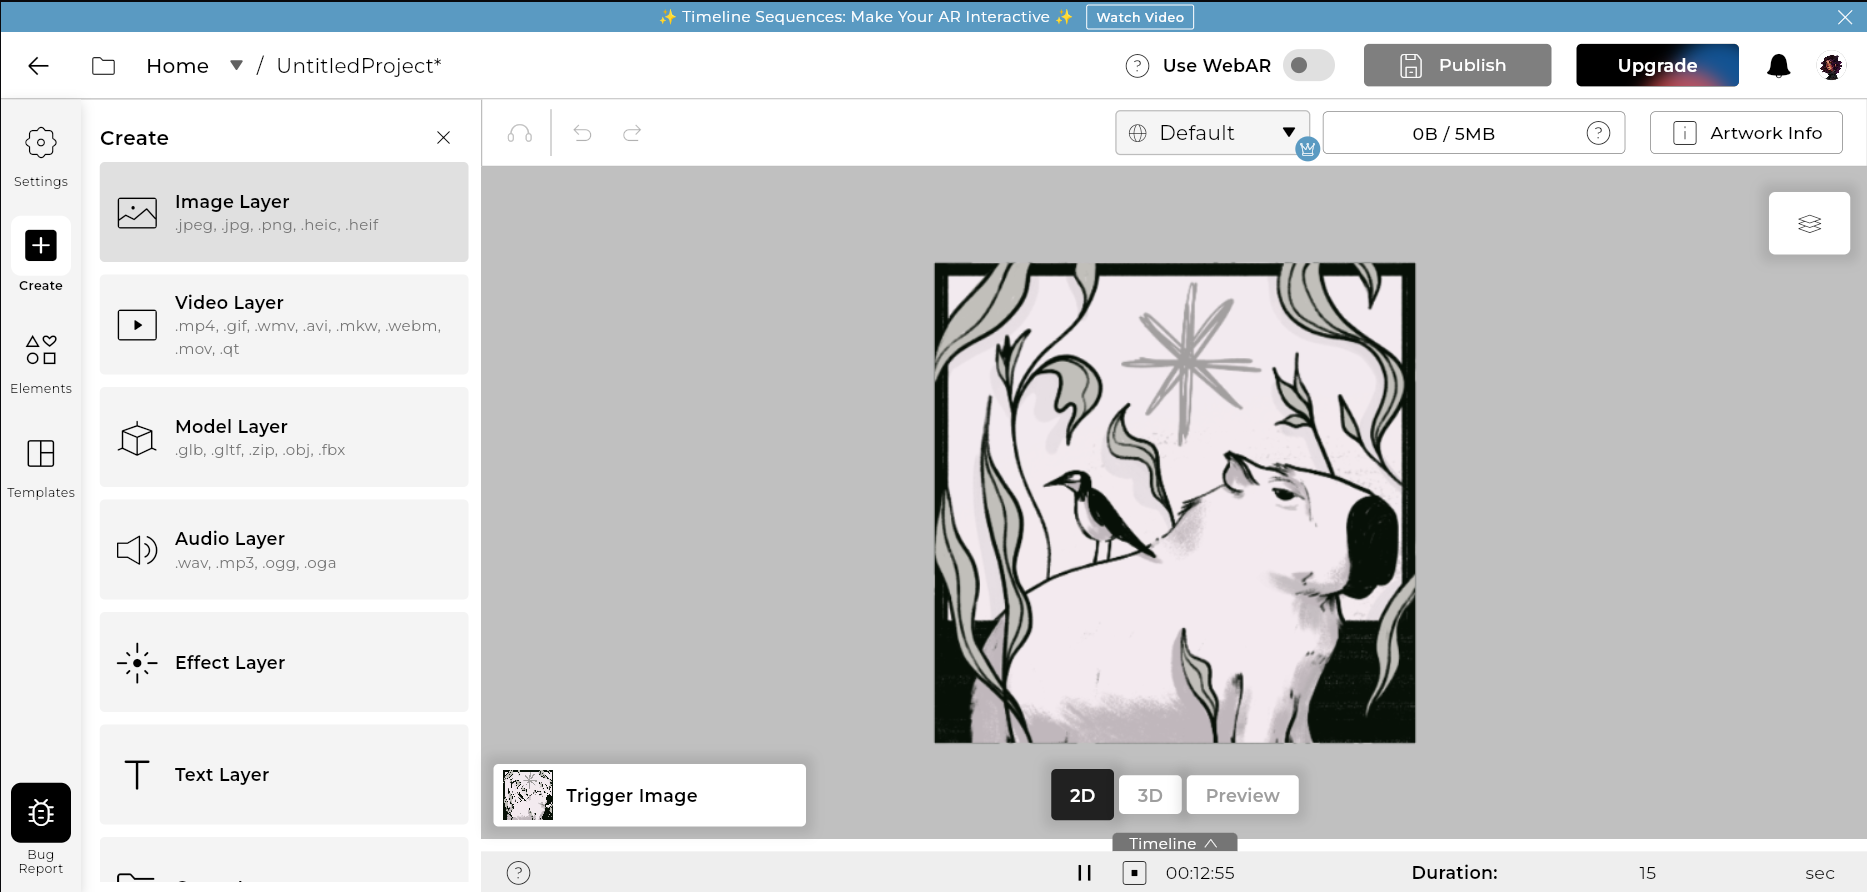 ✨ Timeline Sequences: Make Your AR Interactive ✨ Watch Video
Home / UntitledProject*
? Use WebAR
Publish
Upgrade
Settings
Create
Elements
Templates
Bug
Report
Create
Image Layer
.jpeg, .jpg, .png, .heic, .heif
Video Layer
.mp4, .gif, .wmv, .avi, .mkw, .webm,
.mov, .qt
Model Layer
.glb, .gltf, .zip, .obj, .fbx
Audio Layer
.wav, .mp3, .ogg, .oga
Effect Layer
Text Layer
Default
0B / 5MB ?
i Artwork Info
Trigger Image
2D
3D
Preview
Timeline
?
00:12:55
Duration:
15
sec